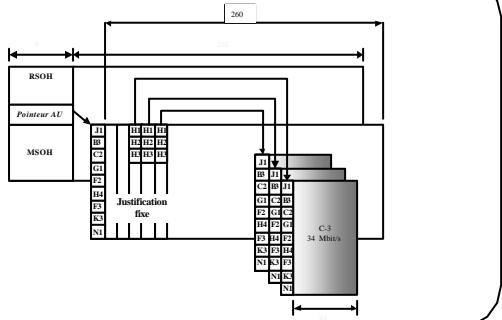 260
RSOH
Pointeur AU
MSOH
J1
B3
C2
G1
F2
H4
F3
K3
N1
H1 H1 H1
H2 H2 H2
H3 H3 H3
Justification
fixe
J1
B3
C2
G1
F2
H4
F3
K3
N1
J1
B3
C2
G1
F2
H4
F3
K3
N1
J1
B3
C2
G1
F2
H4
F3
K3
N1
C-3
34 Mbit/s